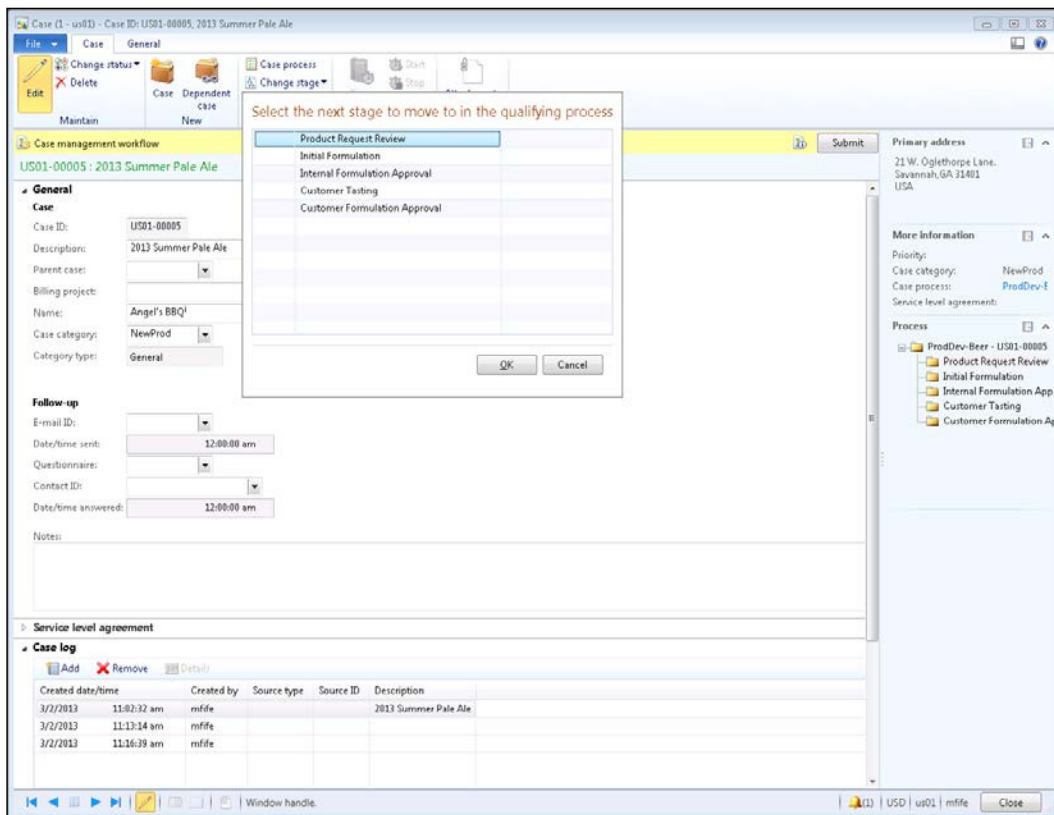 Case (1 - us01) - Case ID: US01-00005, 2013 Summer Pale Ale
File Case General
Edit
Change status
Delete
Maintain
Case
Dependent case
New
Case process
Change stage
Start
Stop
Select the next stage to move to in the qualifying process
Product Request Review
Initial Formulation
Internal Formulation Approval
Customer Tasting
Customer Formulation Approval
OK Cancel
Case management workflow
Submit
US01-00005 : 2013 Summer Pale Ale
General
Case
Case ID: US01-00005
Description: 2013 Summer Pale Ale
Parent case:
Billing project:
Name: Angel's BBQ
Case category: NewProd
Category type: General
Follow-up
E-mail ID:
Date/time sent: 12:00:00 am
Questionnaire:
Contact ID:
Date/time answered: 12:00:00 am
Notes:
Service level agreement
Case log
Add Remove Details
Created date/time Created by Source type Source ID Description
3/2/2013 11:02:32 am mfife 2013 Summer Pale Ale
3/2/2013 11:13:14 am mfife
3/2/2013 11:16:39 am mfife
Primary address
21 W. Oglethorpe Lane.
Savannah,GA 31401
USA
More information
Priority:
Case category: NewProd
Case process: ProdDev-B
Service level agreement:
Process
ProdDev-Beer - US01-00005
Product Request Review
Initial Formulation
Internal Formulation App
Customer Tasting
Customer Formulation Ap
Window handle.
(1) USD us01 mfife Close